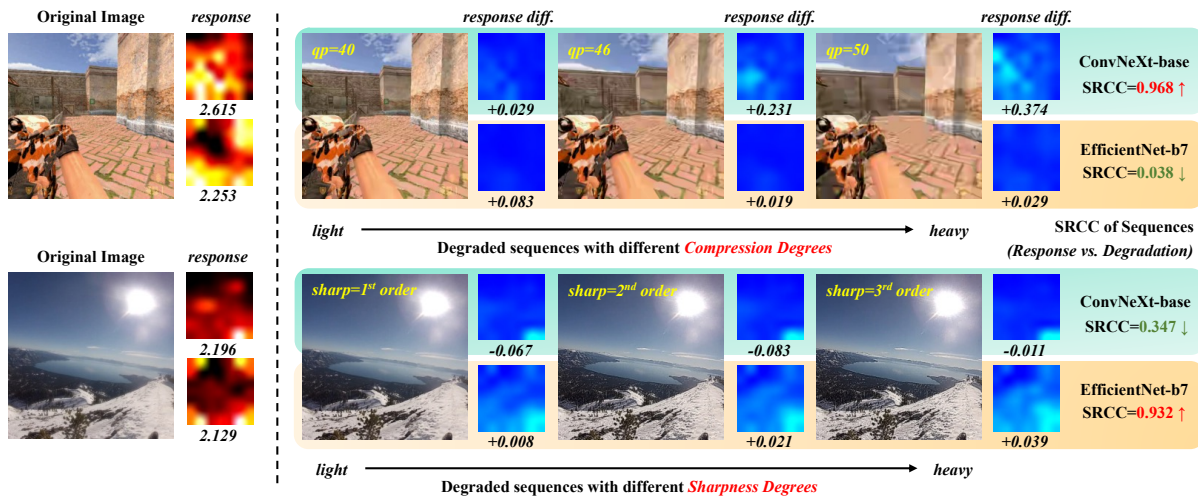 Original Image
response
response diff.
response diff.
response diff.
qp=40
qp=46
qp=50
ConvNeXt-base
SRCC=0.968 ↑
2.615
+0.029
+0.231
+0.374
EfficientNet-b7
SRCC=0.038 ↓
2.253
+0.083
+0.019
+0.029
light
heavy
Degraded sequences with different Compression Degrees
SRCC of Sequences
(Response vs. Degradation)
Original Image
response
sharp=1st order
sharp=2nd order
sharp=3rd order
ConvNeXt-base
SRCC=0.347 ↓
2.196
-0.067
-0.083
-0.011
EfficientNet-b7
SRCC=0.932 ↑
2.129
+0.008
+0.021
+0.039
light
heavy
Degraded sequences with different Sharpness Degrees